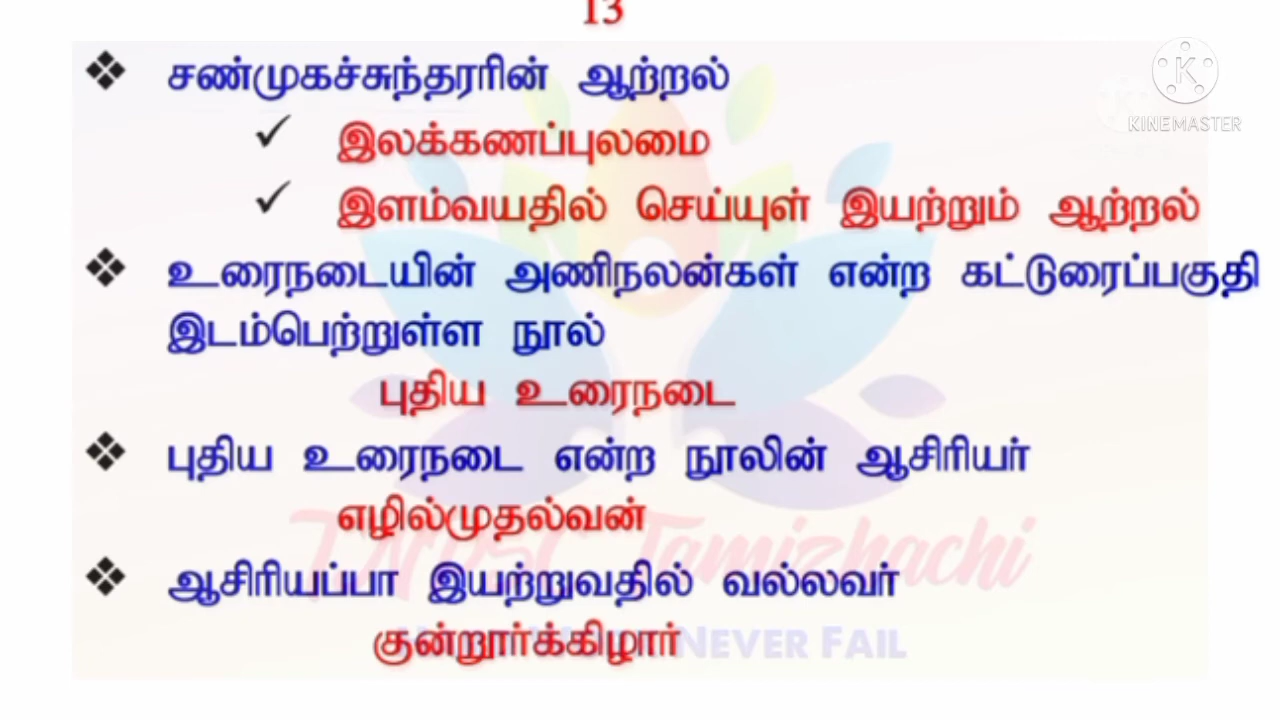 13
❖ சண்முகச்சுந்தரரின் ஆற்றல்
✓ இலக்கணப்புலமை
✓ இளம்வயதில் செய்யுள் இயற்றும் ஆற்றல்
❖ உரைநடையின் அணிநலன்கள் என்ற கட்டுரைப்பகுதி
இடம்பெற்றுள்ள நூல்
புதிய உரைநடை
❖ புதிய உரைநடை என்ற நூலின் ஆசிரியர்
எழில்முதல்வன்
❖ ஆசிரியப்பா இயற்றுவதில் வல்லவர்
குன்றூர்க்கிழார்
KINEMASTER
TNPSC Tamizhachi
NEVER FAIL